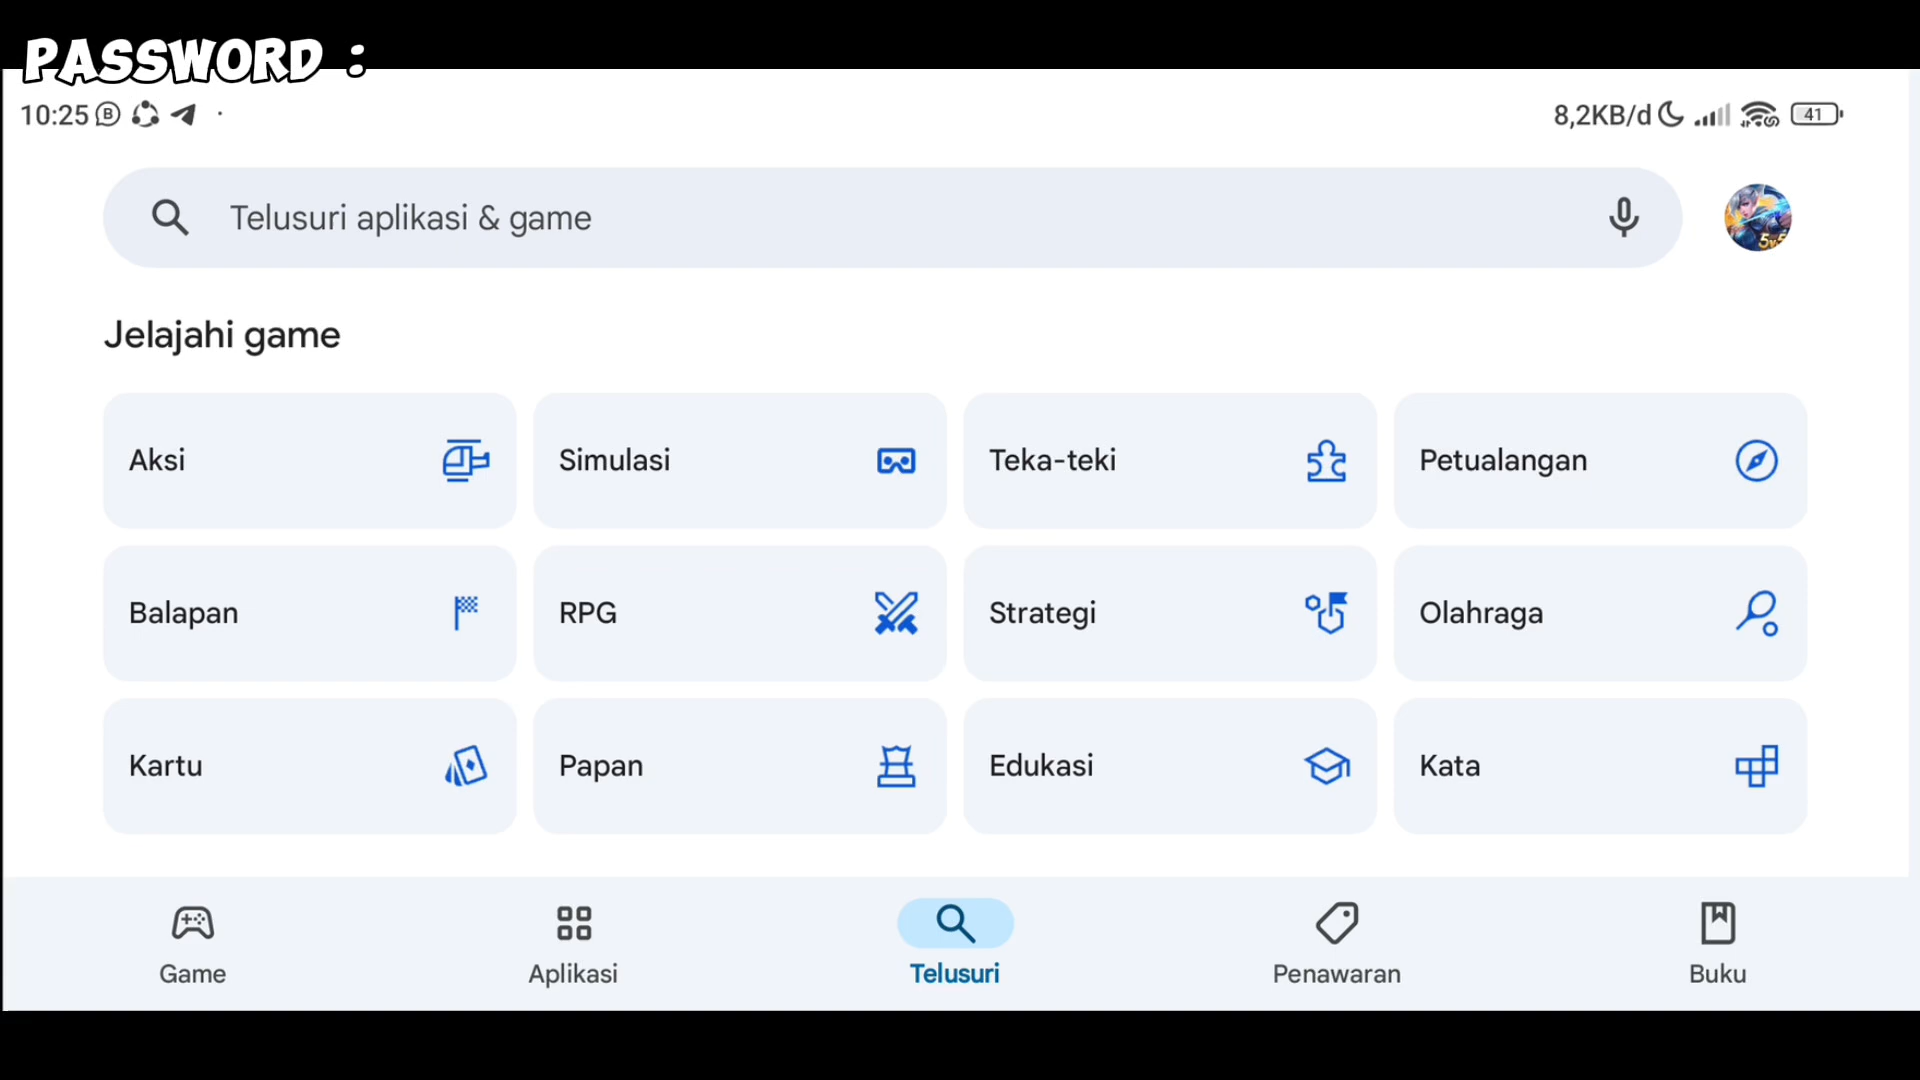 PASSWORD :
10:25
8,2KB/d
41
Telusuri aplikasi & game
5v5
Jelajahi game
Aksi
Simulasi
Teka-teki
Petualangan
Balapan
RPG
Strategi
Olahraga
Kartu
Papan
Edukasi
Kata
Game
Aplikasi
Telusuri
Penawaran
Buku